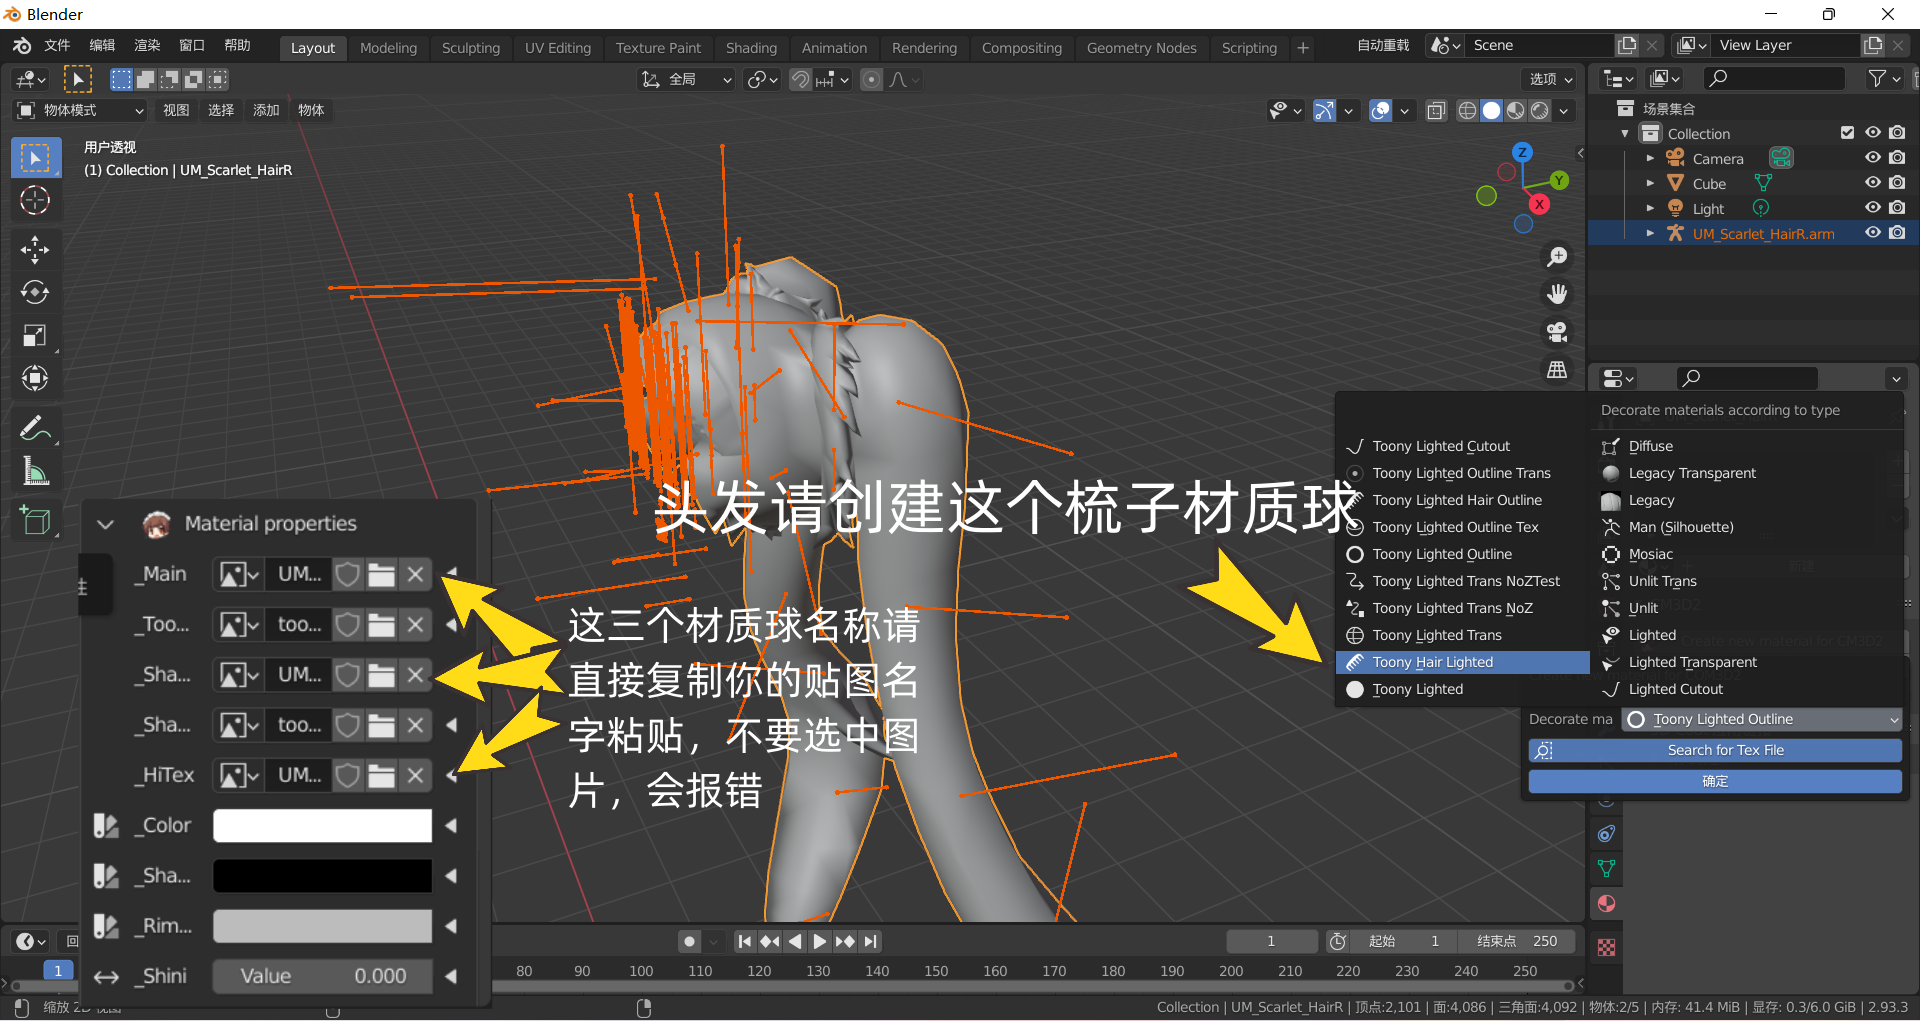 Blender
文件 编辑 渲染 窗口 帮助 Layout Modeling Sculpting UV Editing Texture Paint Shading Animation Rendering Compositing Geometry Nodes Scripting + 自动重载 Scene View Layer
全局 选项
物体模式 视图 选择 添加 物体
用户透视
(1) Collection | UM_Scarlet_HairR
Z
Y
X
场景集合
Collection
Camera
Cube
Light
UM_Scarlet_HairR.arm
Decorate materials according to type
Toony Lighted Cutout Diffuse
Toony Lighted Outline Trans Legacy Transparent
Toony Lighted Hair Outline Legacy
Toony Lighted Outline Tex Man (Silhouette)
Toony Lighted Outline Mosiac
Toony Lighted Trans NoZTest Unlit Trans
Toony Lighted Trans NoZ Unlit
Toony Lighted Trans Lighted
Toony Hair Lighted Lighted Transparent
Toony Lighted Lighted Cutout
Decorate ma Toony Lighted Outline
Search for Tex File
确定
头发请创建这个梳子材质球
这三个材质球名称请
直接复制你的贴图名
字粘贴，不要选中图
片，会报错
Material properties
_Main UM...
_Too... too...
_Sha... UM...
_Sha... too...
_HiTex UM...
_Color
_Sha...
_Rim...
_Shini Value 0.000
1 起始 1 结束点 250
1 80 90 100 110 120 130 140 150 160 170 180 190 200 210 220 230 240 250
缩放 2D 视图
Collection | UM_Scarlet_HairR | 顶点:2,101 | 面:4,086 | 三角面:4,092 | 物体:2/5 | 内存: 41.4 MiB | 显存: 0.3/6.0 GiB | 2.93.3